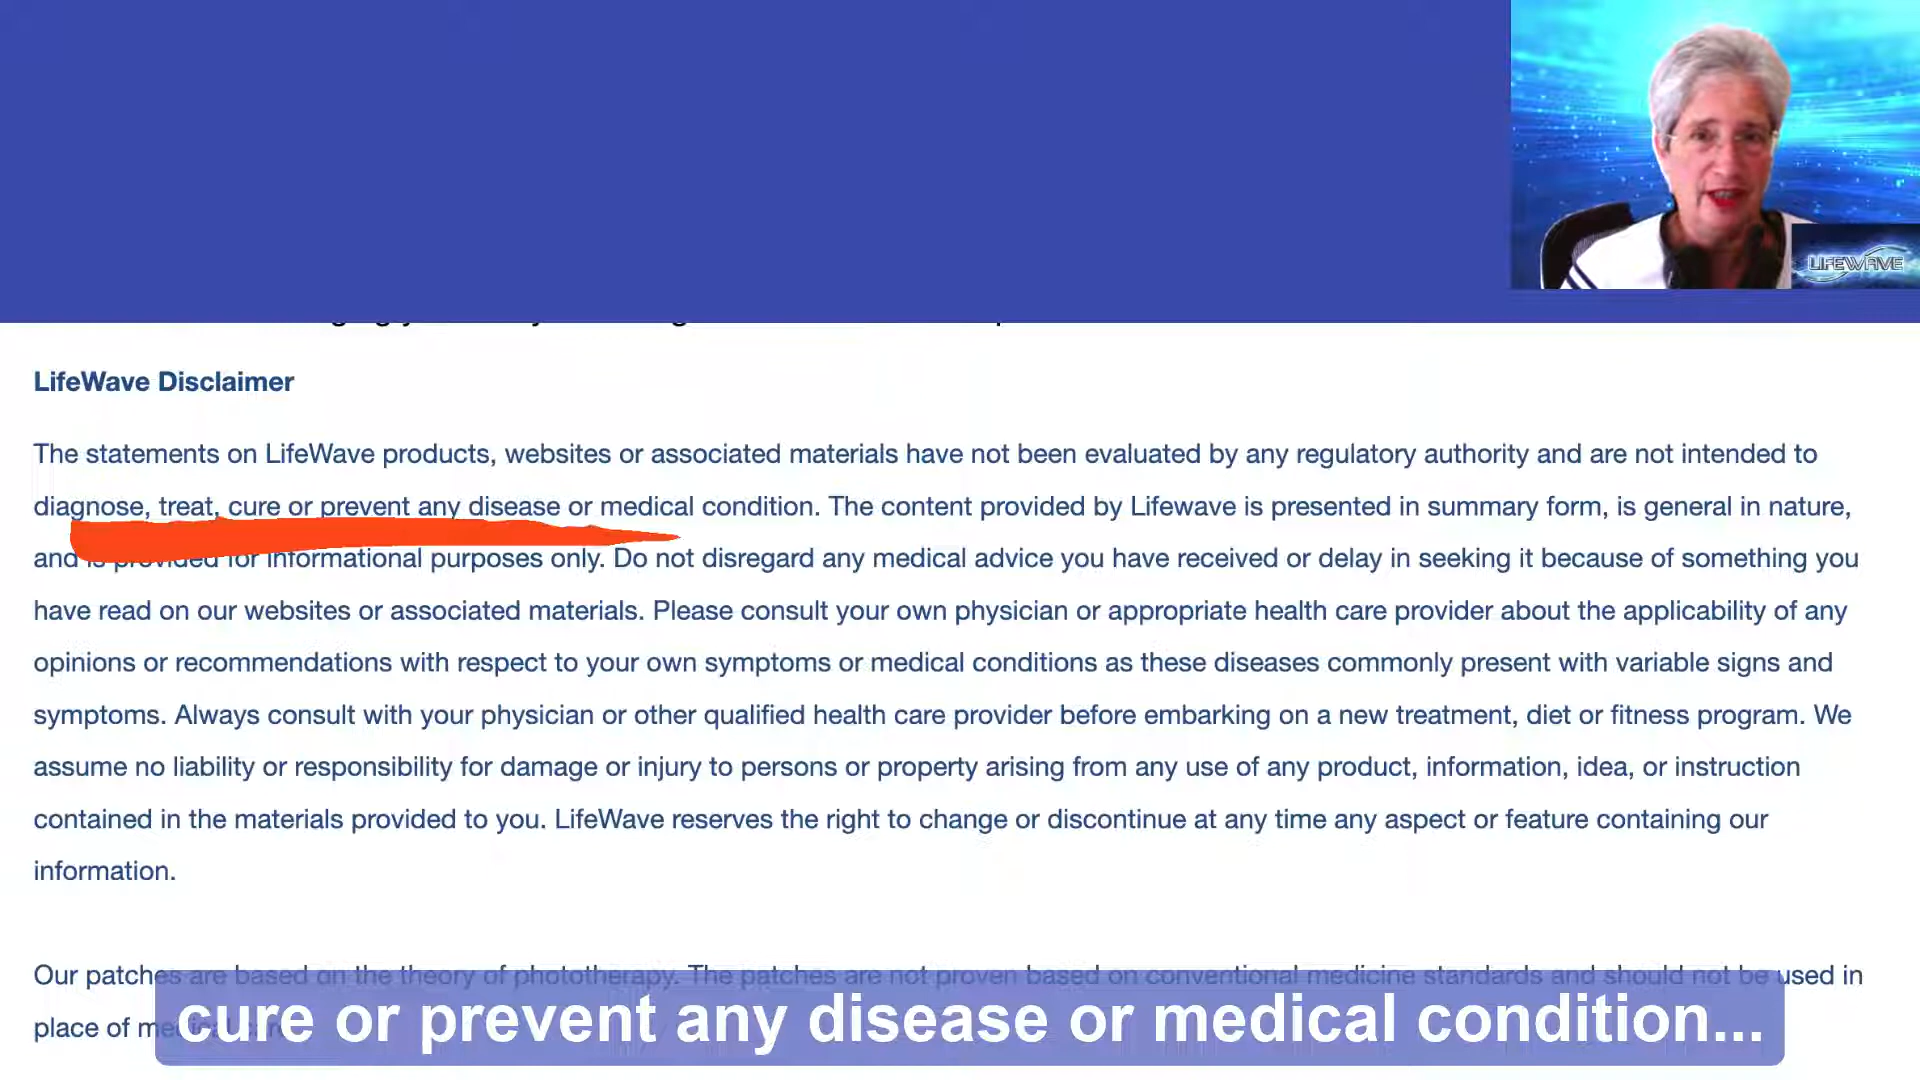 LIFEWAVE
LifeWave Disclaimer
The statements on LifeWave products, websites or associated materials have not been evaluated by any regulatory authority and are not intended to
diagnose, treat, cure or prevent any disease or medical condition. The content provided by Lifewave is presented in summary form, is general in nature,
and is provided for informational purposes only. Do not disregard any medical advice you have received or delay in seeking it because of something you
have read on our websites or associated materials. Please consult your own physician or appropriate health care provider about the applicability of any
opinions or recommendations with respect to your own symptoms or medical conditions as these diseases commonly present with variable signs and
symptoms. Always consult with your physician or other qualified health care provider before embarking on a new treatment, diet or fitness program. We
assume no liability or responsibility for damage or injury to persons or property arising from any use of any product, information, idea, or instruction
contained in the materials provided to you. LifeWave reserves the right to change or discontinue at any time any aspect or feature containing our
information.
Our patches are based on the theory of phototherapy. The patches are not proven based on conventional medicine standards and should not be used in
place of medical
cure or prevent any disease or medical condition...